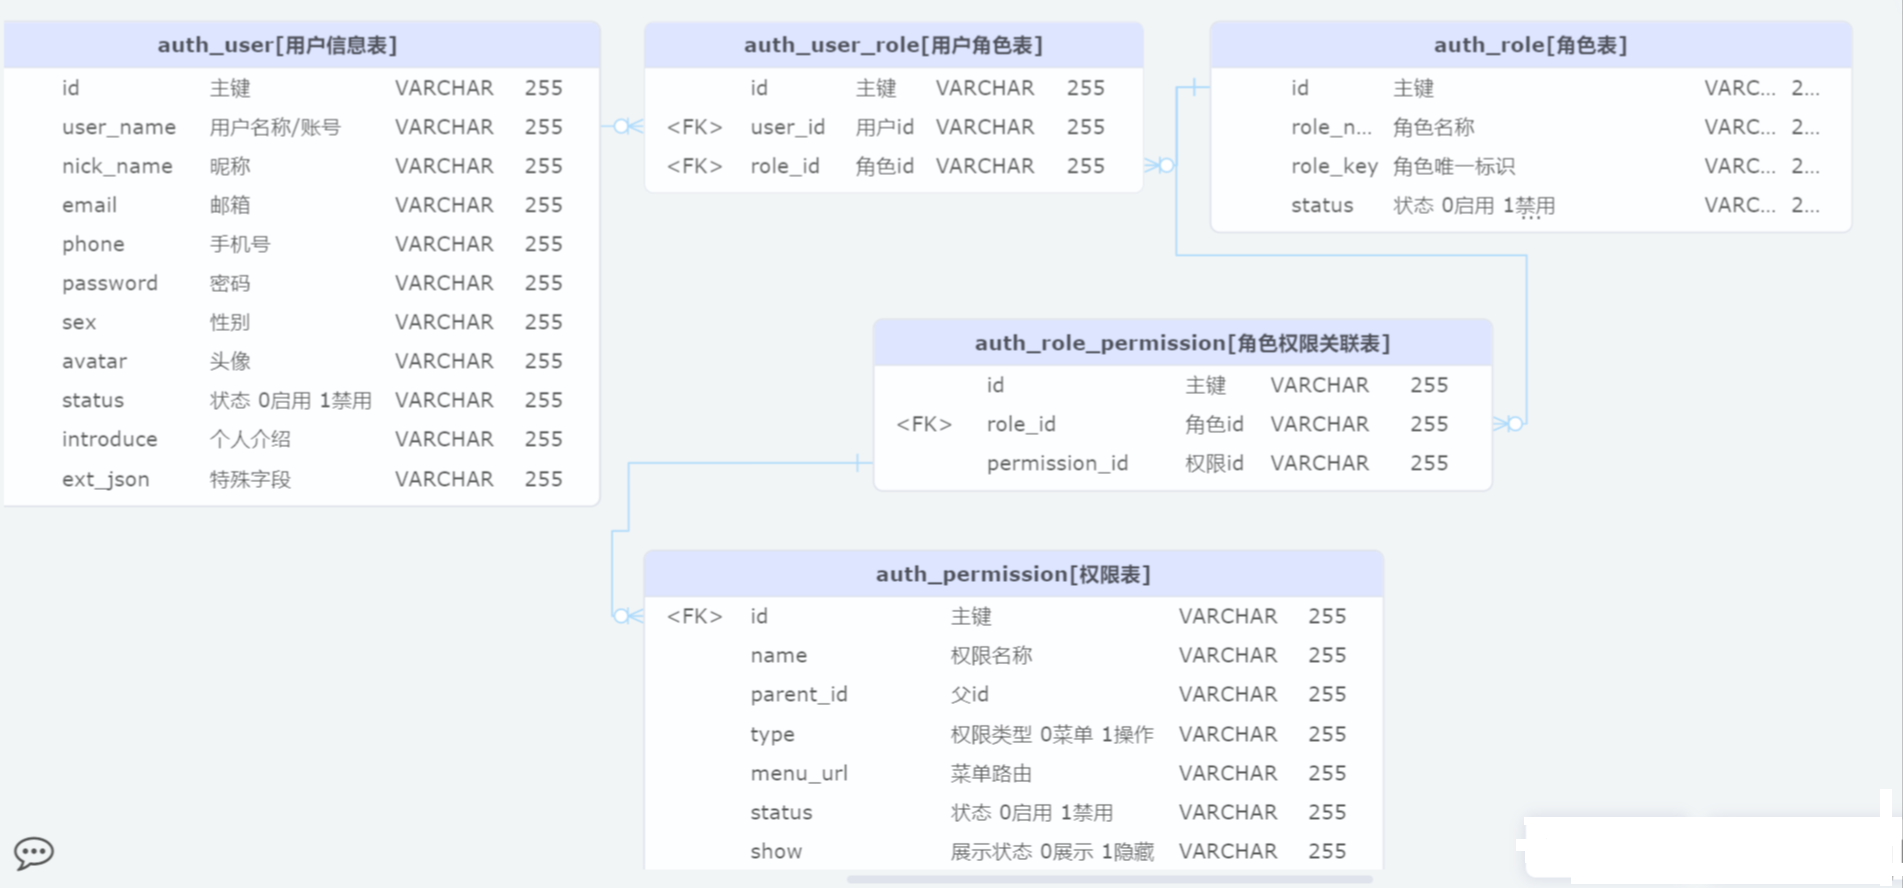 auth_user[用户信息表]
id 主键 VARCHAR 255
user_name 用户名称/账号 VARCHAR 255
nick_name 昵称 VARCHAR 255
email 邮箱 VARCHAR 255
phone 手机号 VARCHAR 255
password 密码 VARCHAR 255
sex 性别 VARCHAR 255
avatar 头像 VARCHAR 255
status 状态 0启用 1禁用 VARCHAR 255
introduce 个人介绍 VARCHAR 255
ext_json 特殊字段 VARCHAR 255
auth_user_role[用户角色表]
id 主键 VARCHAR 255
<FK> user_id 用户id VARCHAR 255
<FK> role_id 角色id VARCHAR 255
auth_role[角色表]
id 主键 VARC... 2...
role_n... 角色名称 VARC... 2...
role_key 角色唯一标识 VARC... 2...
status 状态 0启用 1禁用 VARC... 2...
...
auth_role_permission[角色权限关联表]
id 主键 VARCHAR 255
<FK> role_id 角色id VARCHAR 255
permission_id 权限id VARCHAR 255
auth_permission[权限表]
<FK> id 主键 VARCHAR 255
name 权限名称 VARCHAR 255
parent_id 父id VARCHAR 255
type 权限类型 0菜单 1操作 VARCHAR 255
menu_url 菜单路由 VARCHAR 255
status 状态 0启用 1禁用 VARCHAR 255
show 展示状态 0展示 1隐藏 VARCHAR 255